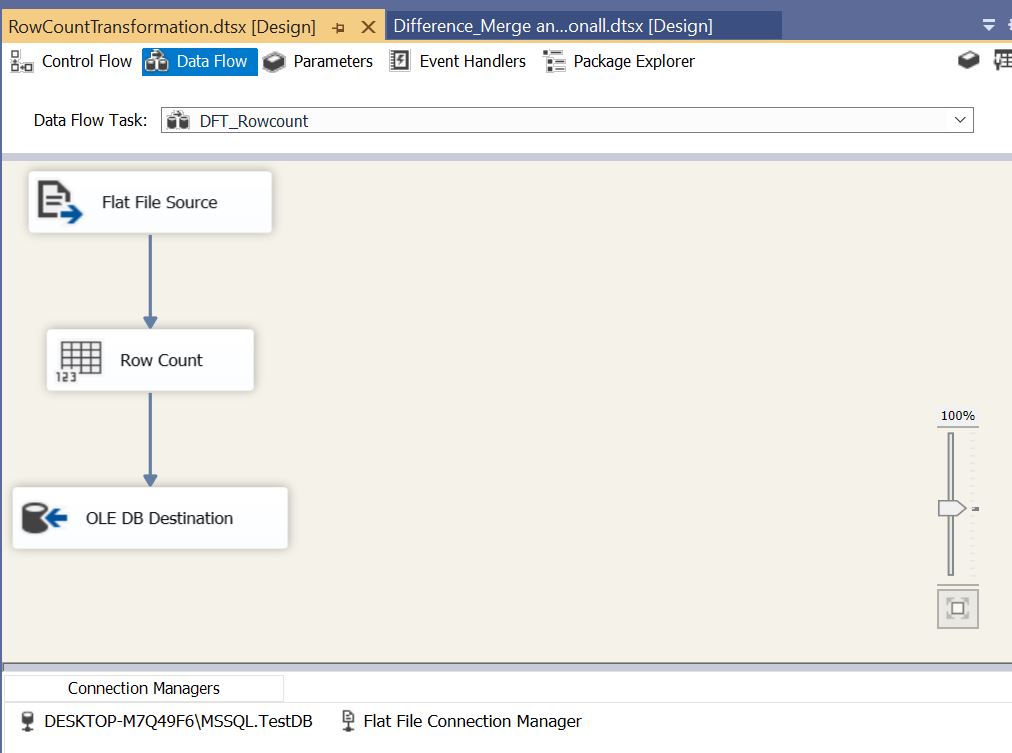 RowCountTransformation.dtsx [Design]
Difference_Merge an...onall.dtsx [Design]
Control Flow
Data Flow
Parameters
Event Handlers
Package Explorer
Data Flow Task:
DFT_Rowcount
Flat File Source
123
Row Count
OLE DB Destination
100%
Connection Managers
DESKTOP-M7Q49F6\MSSQL.TestDB
Flat File Connection Manager